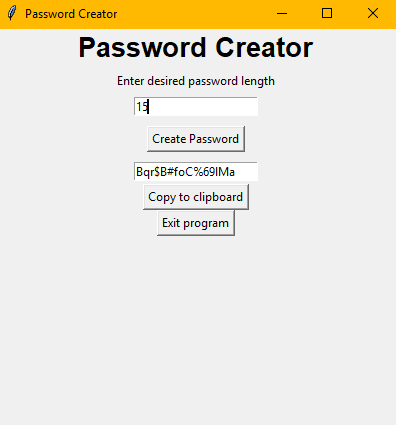 Password Creator
Password Creator
Enter desired password length
15
Create Password
Bqr$B#foC%69IMa
Copy to clipboard
Exit program